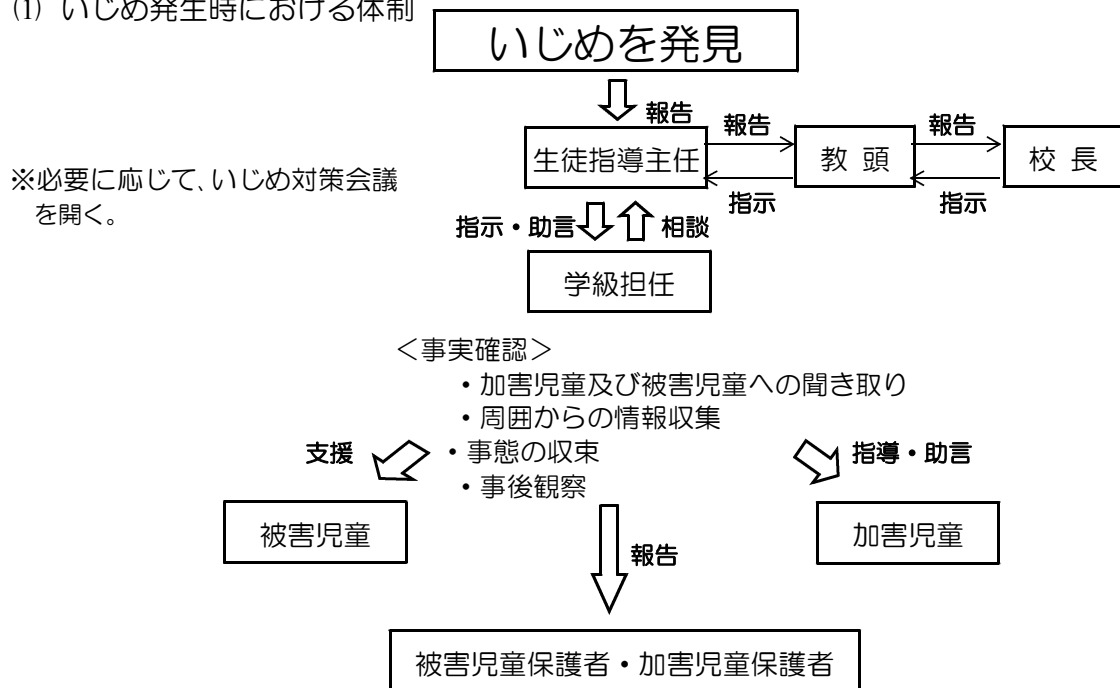 (1) いじめ発生時における体制
いじめを発見
報告
報告
報告
生徒指導主任
教 頭
校 長
※必要に応じて、いじめ対策会議
を開く。
指示
指示
指示・助言
相談
学級担任
＜事実確認＞
・加害児童及び被害児童への聞き取り
・周囲からの情報収集
支援
・事態の収束
指導・助言
・事後観察
被害児童
加害児童
報告
被害児童保護者・加害児童保護者